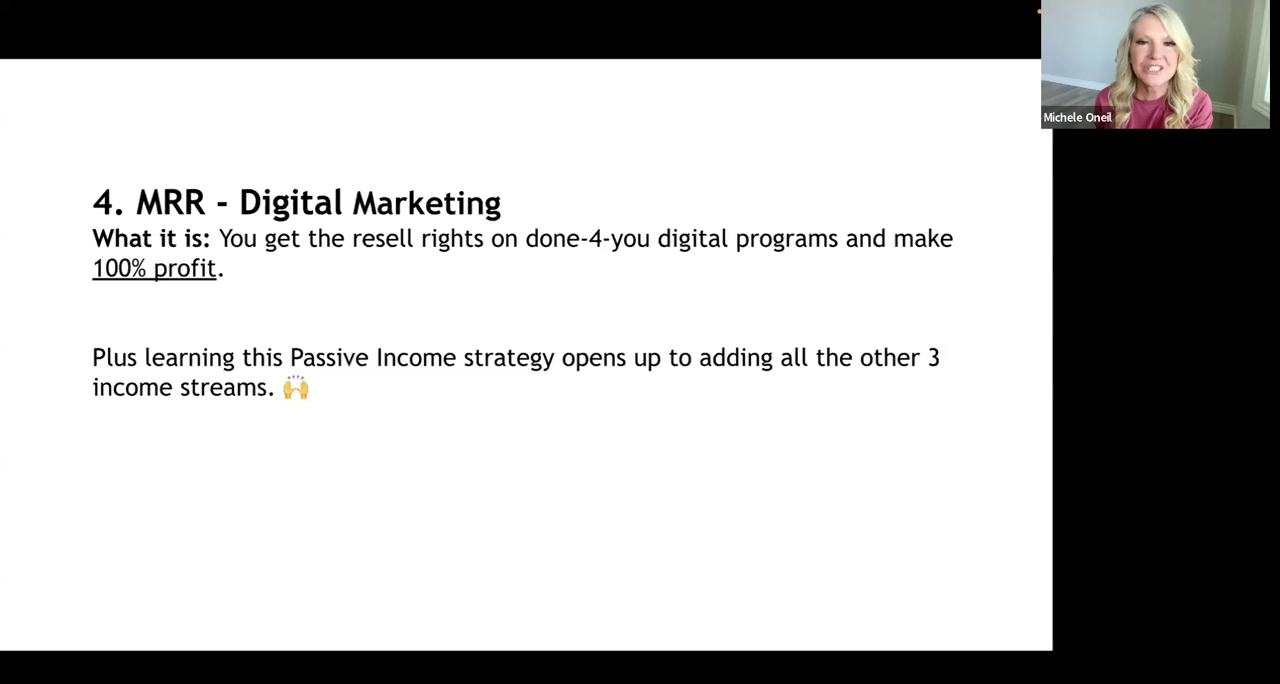 Michele Oneil
4. MRR - Digital Marketing
What it is: You get the resell rights on done-4-you digital programs and make
100% profit.
Plus learning this Passive Income strategy opens up to adding all the other 3
income streams. 🙌